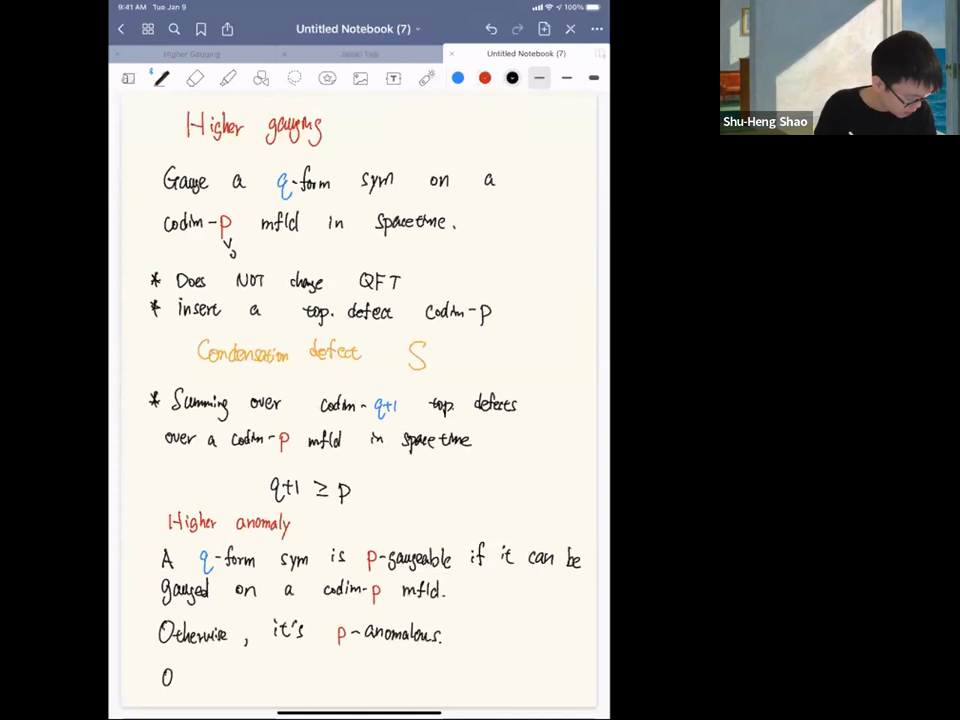 9:41 AM Tue Jan 9
100%
Untitled Notebook (7)
Higher Gauging
Untitled Notebook (7)
Shu-Heng Shao
Higher gauging
Gauge a q-form sym on a
codim-p mfld in spacetime.
* Does NOT change QFT
* insert a top. defect codim-p
Condensation defect S
* Summing over codim-q+1 top. defects
over a codim-p mfld in spacetime
q+1 ≥ p
Higher anomaly
A q-form sym is p-gaugeable if it can be
gauged on a codim-p mfld.
Otherwise, it's p-anomalous.
O